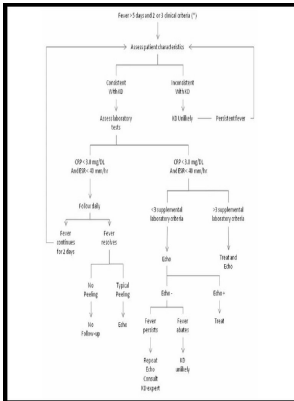 Fever >5 days and 2 or 3 clinical criteria (*)
Assess patient characteristics
Consistent
With KD
Inconsistent
With KD
Assess laboratory
tests
KD Unlikely
Persistent fever
CRP< 3.0 mg/DL
And ESR< 40 mm/hr
CRP< 3.0 mg/DL
And ESR< 40 mm/hr
Follow daily
<3 supplemental
laboratory criteria
>3 supplemental
laboratory criteria
Fever
continues
for 2 days
Fever
resolves
Echo
Treat and
Echo
No
Peeling
Typical
Peeling
Echo -
Echo +
No
Follow-up
Echo
Fever
persists
Fever
abates
Treat
Repeat
Echo
Consult
KD expert
KD
unlikely